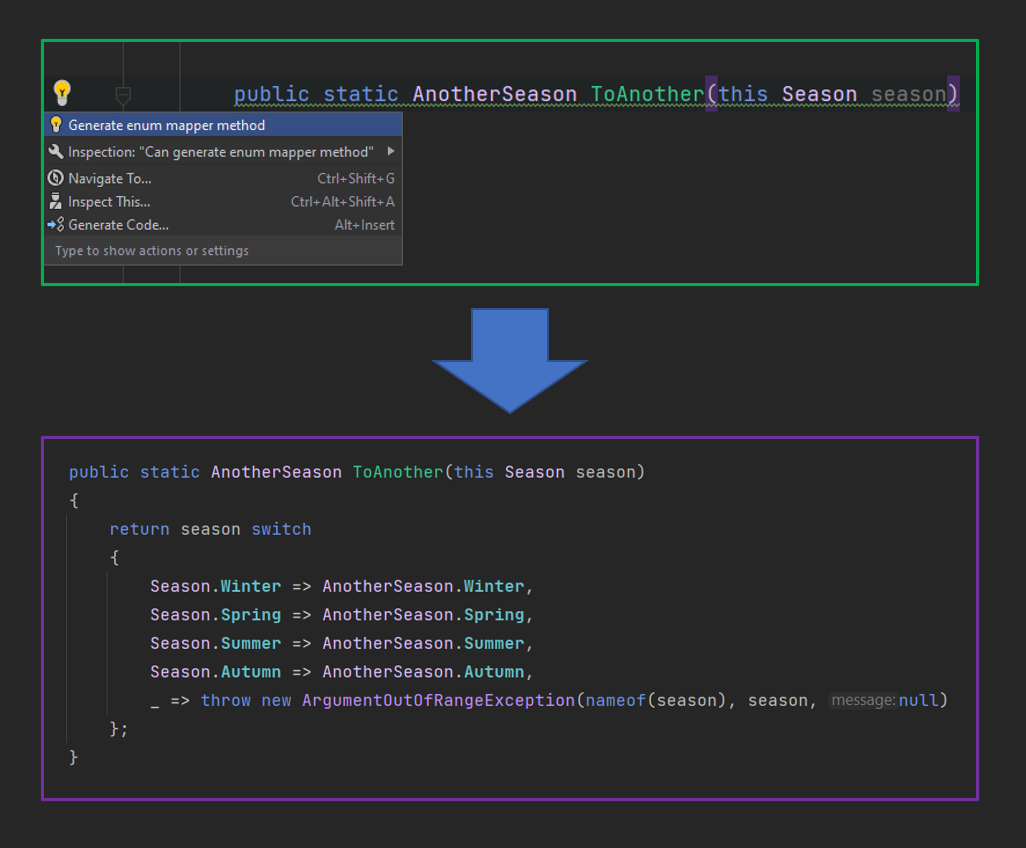 public static AnotherSeason ToAnother(this Season season)
Generate enum mapper method
Inspection: "Can generate enum mapper method"
Navigate To... Ctrl+Shift+G
Inspect This... Ctrl+Alt+Shift+A
Generate Code... Alt+Insert
Type to show actions or settings
public static AnotherSeason ToAnother(this Season season)
{
return season switch
{
Season.Winter => AnotherSeason.Winter,
Season.Spring => AnotherSeason.Spring,
Season.Summer => AnotherSeason.Summer,
Season.Autumn => AnotherSeason.Autumn,
_ => throw new ArgumentOutOfRangeException(nameof(season), season, message:null)
};
}